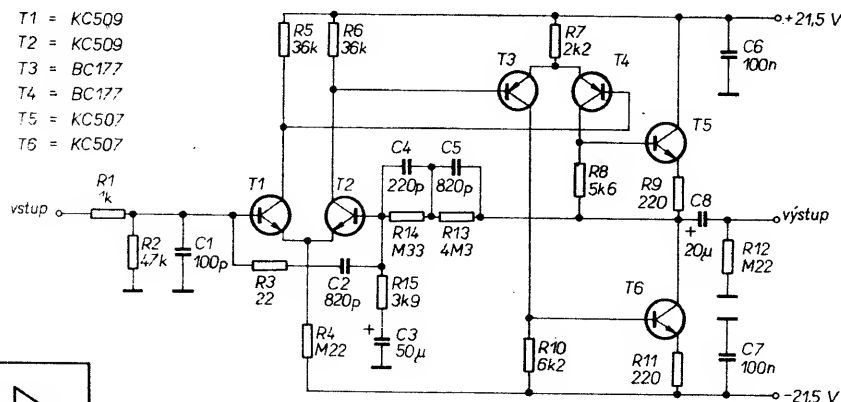 T1 = KC509
T2 = KC509
T3 = BC177
T4 = BC177
T5 = KC507
T6 = KC507
R5
36k
R6
36k
R7
2k2
+21,5 V
C6
100n
T3
T4
T5
C4
220p
C5
820p
R8
5k6
R9
220
C8
+
20µ
výstup
R1
1k
vstup
T1
T2
R2
47k
C1
100p
R14
M33
R13
4M3
R12
M22
R3
22
C2
820p
R15
3k9
T6
R4
M22
+
C3
50µ
R10
6k2
R11
220
C7
100n
-21,5 V